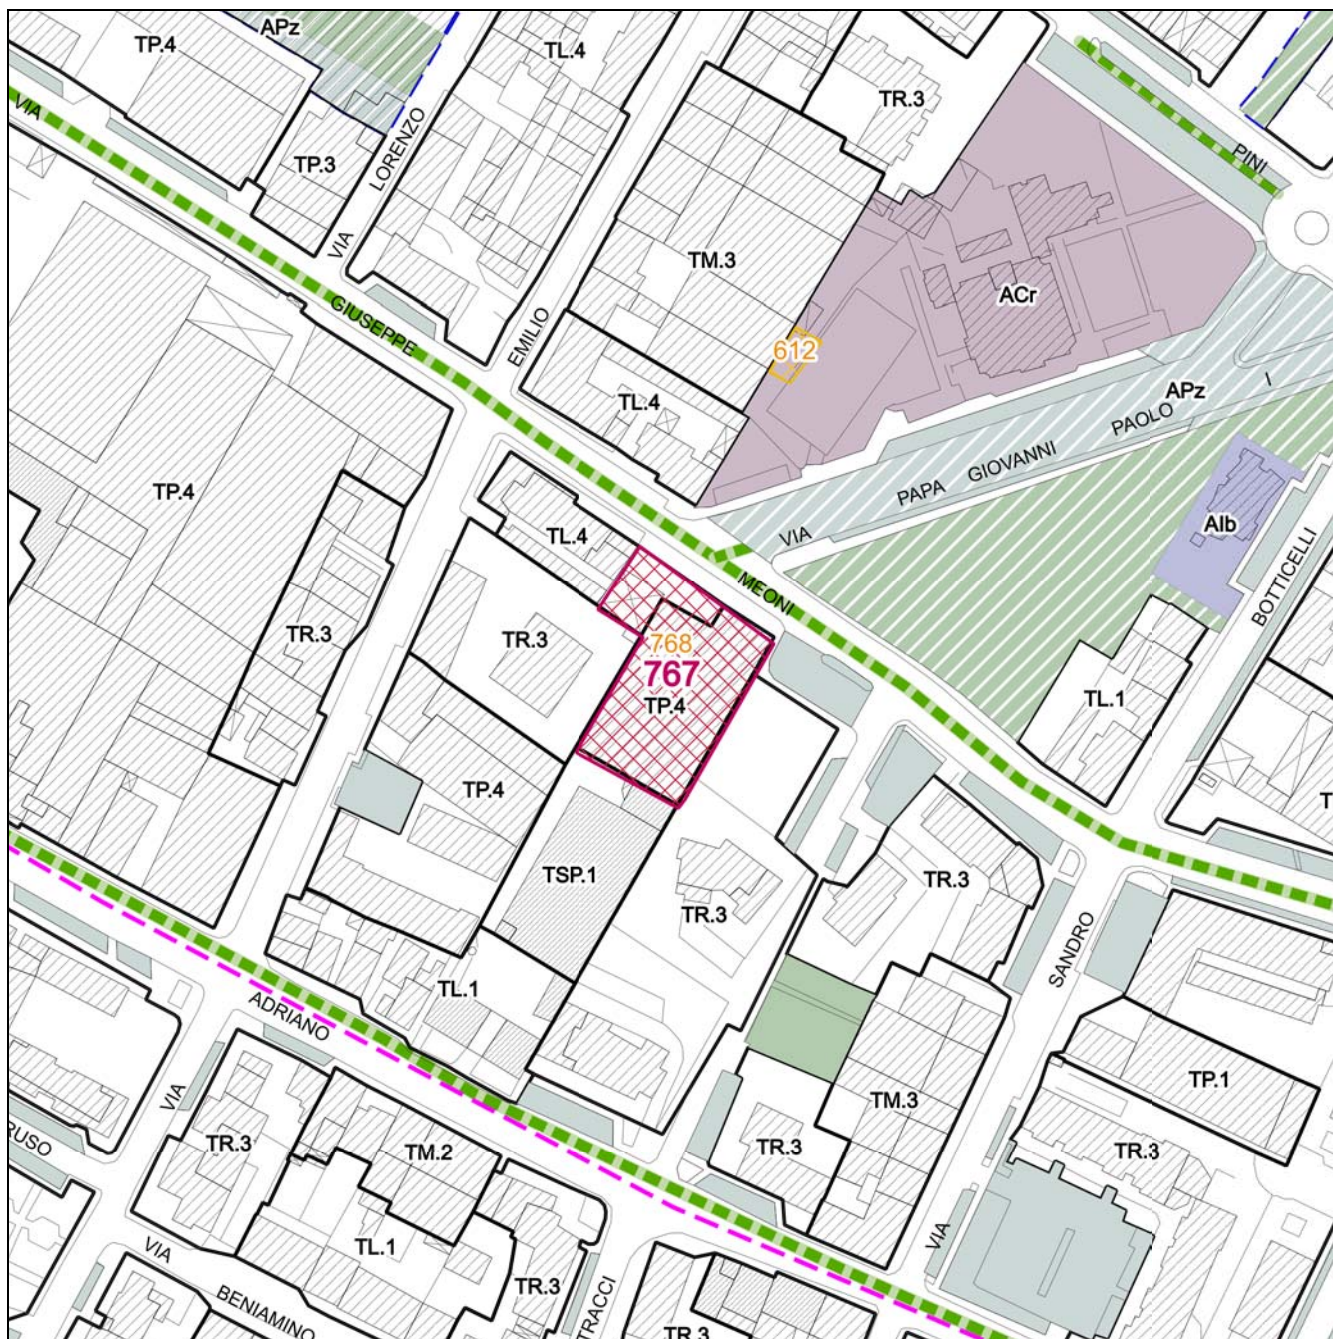 APz
TP.4
TL.4
TR.3
VIA
TP.3
LORENZO
PINI
VIA
TM.3
ACr
GIUSEPPE
EMILIO
612
TL.4
APz
I
PAOLO
GIOVANNI
PAPA
VIA
TP.4
TL.4
AIb
MEONI
BOTTICELLI
TR.3
TR.3
768
767
TP.4
TL.1
TP.4
TSP.1
TR.3
TR.3
SANDRO
TL.1
ADRIANO
TP.1
VIA
TM.3
RUSO
TR.3
TM.2
TR.3
TR.3
VIA
TL.1
VIA
TR.3
BENIAMINO
TRACCI
TR.3